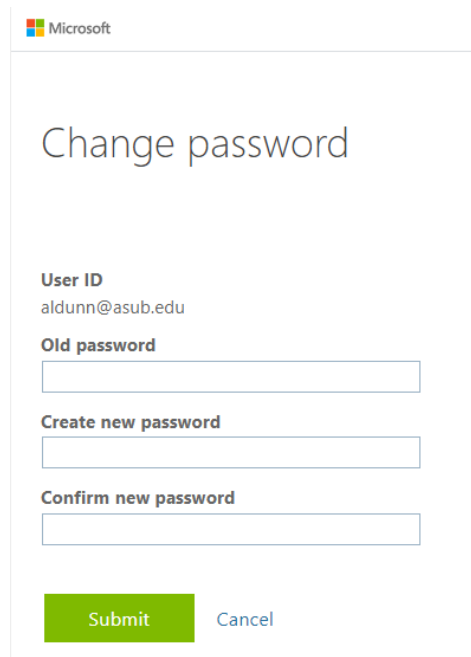 Microsoft
Change password
User ID
aldunn@asub.edu
Old password
Create new password
Confirm new password
Submit Cancel